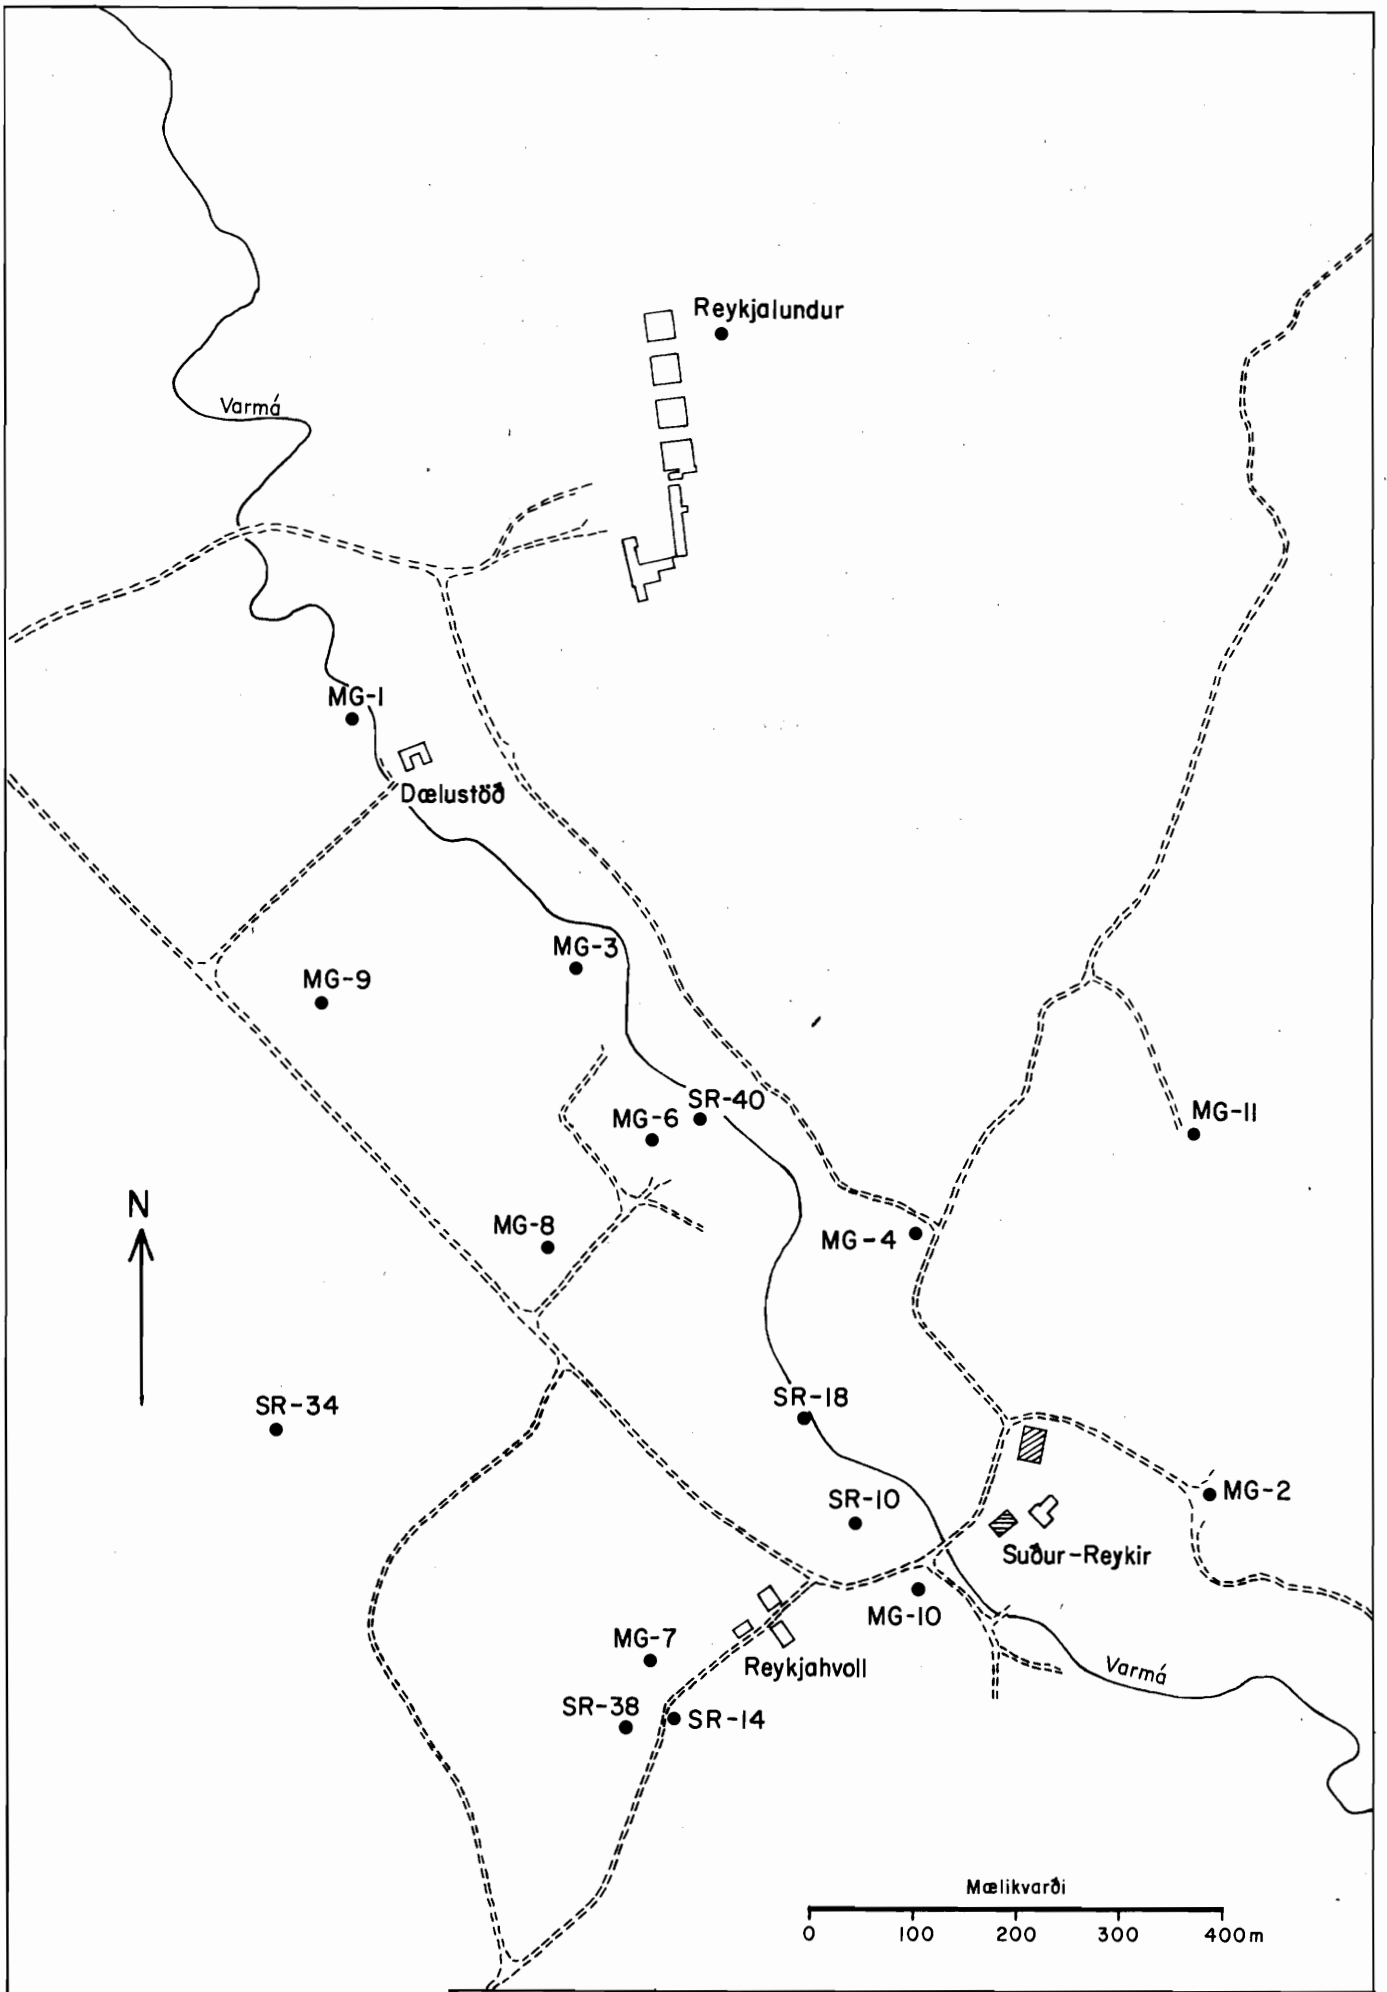 Reykjalundur
Varmá
MG-1
Dælustöð
MG-3
MG-9
SR-40
MG-6
MG-11
N
MG-8
MG-4
SR-34
SR-18
MG-2
SR-10
Suður-Reykir
MG-10
MG-7
Reykjahvoll
Varmá
SR-38
SR-14
Mælikvarði
0 100 200 300 400m